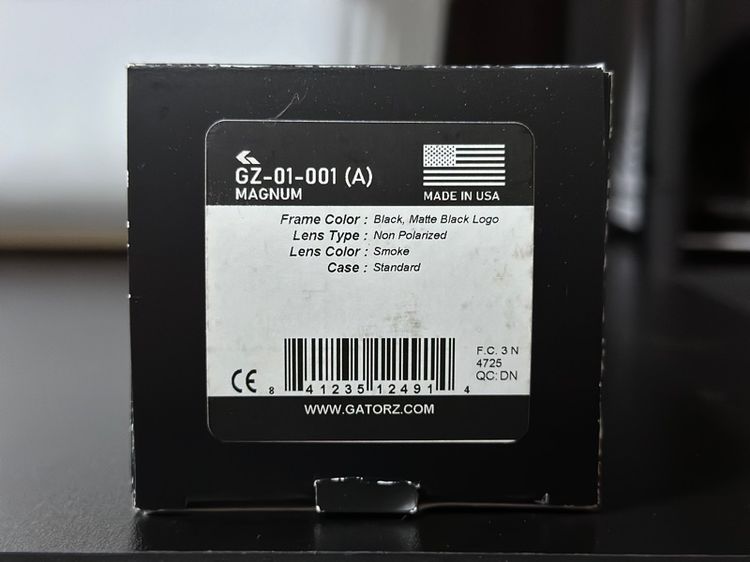 GZ-01-001 (A)
MAGNUM
MADE IN USA
Frame Color : Black, Matte Black Logo
Lens Type : Non Polarized
Lens Color : Smoke
Case : Standard
CE
8 41235 12491 4
F.C. 3 N
4725
QC: DN
WWW.GATORZ.COM